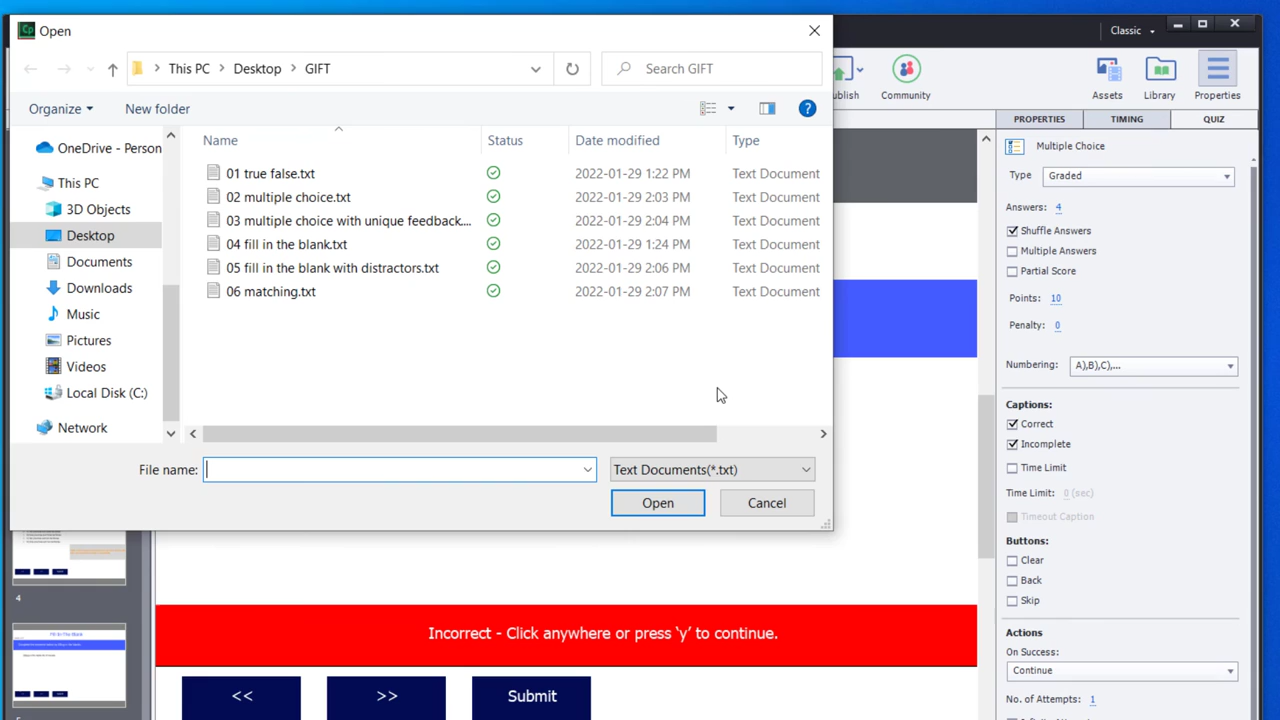 Cp Open
Classic
This PC > Desktop > GIFT
Search GIFT
Publish
Community
Assets
Library
Properties
Organize
New folder
PROPERTIES
TIMING
QUIZ
Name
Status
Date modified
Type
OneDrive - Person
This PC
3D Objects
Desktop
Documents
Downloads
Music
Pictures
Videos
Local Disk (C:)
Network
01 true false.txt 2022-01-29 1:22 PM Text Document
02 multiple choice.txt 2022-01-29 2:03 PM Text Document
03 multiple choice with unique feedback.... 2022-01-29 2:04 PM Text Document
04 fill in the blank.txt 2022-01-29 1:24 PM Text Document
05 fill in the blank with distractors.txt 2022-01-29 2:06 PM Text Document
06 matching.txt 2022-01-29 2:07 PM Text Document
File name:
Text Documents(*.txt)
Open
Cancel
Multiple Choice
Type Graded
Answers: 4
Shuffle Answers
Multiple Answers
Partial Score
Points: 10
Penalty: 0
Numbering: A),B),C),...
Captions:
Correct
Incomplete
Time Limit
Time Limit: 0 (sec)
Timeout Caption
Buttons:
Clear
Back
Skip
Actions
On Success:
Continue
No. of Attempts: 1
4
Fill In The Blank
Incorrect - Click anywhere or press ‘y’ to continue.
<< >> Submit